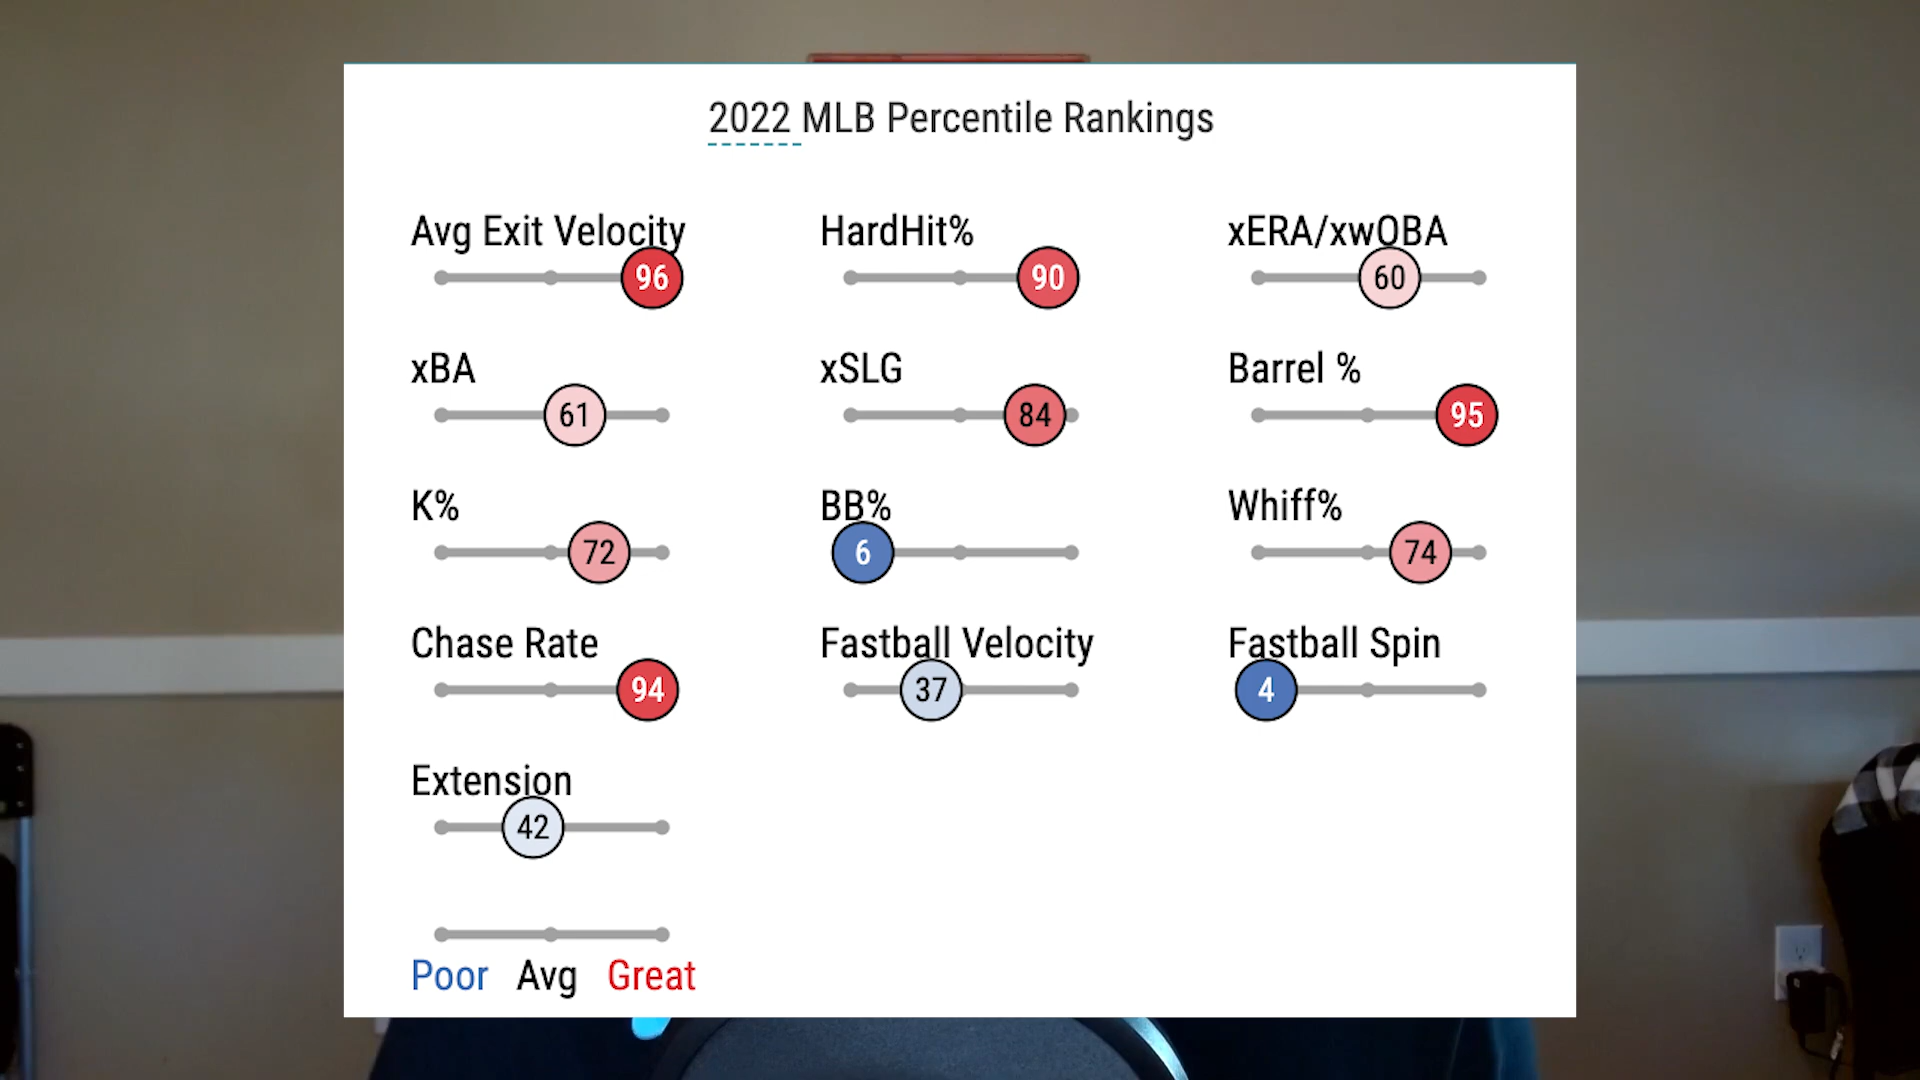 2022 MLB Percentile Rankings
Avg Exit Velocity
96
HardHit%
90
xERA/xwOBA
60
xBA
61
xSLG
84
Barrel %
95
K%
72
BB%
6
Whiff%
74
Chase Rate
94
Fastball Velocity
37
Fastball Spin
4
Extension
42
Poor Avg Great